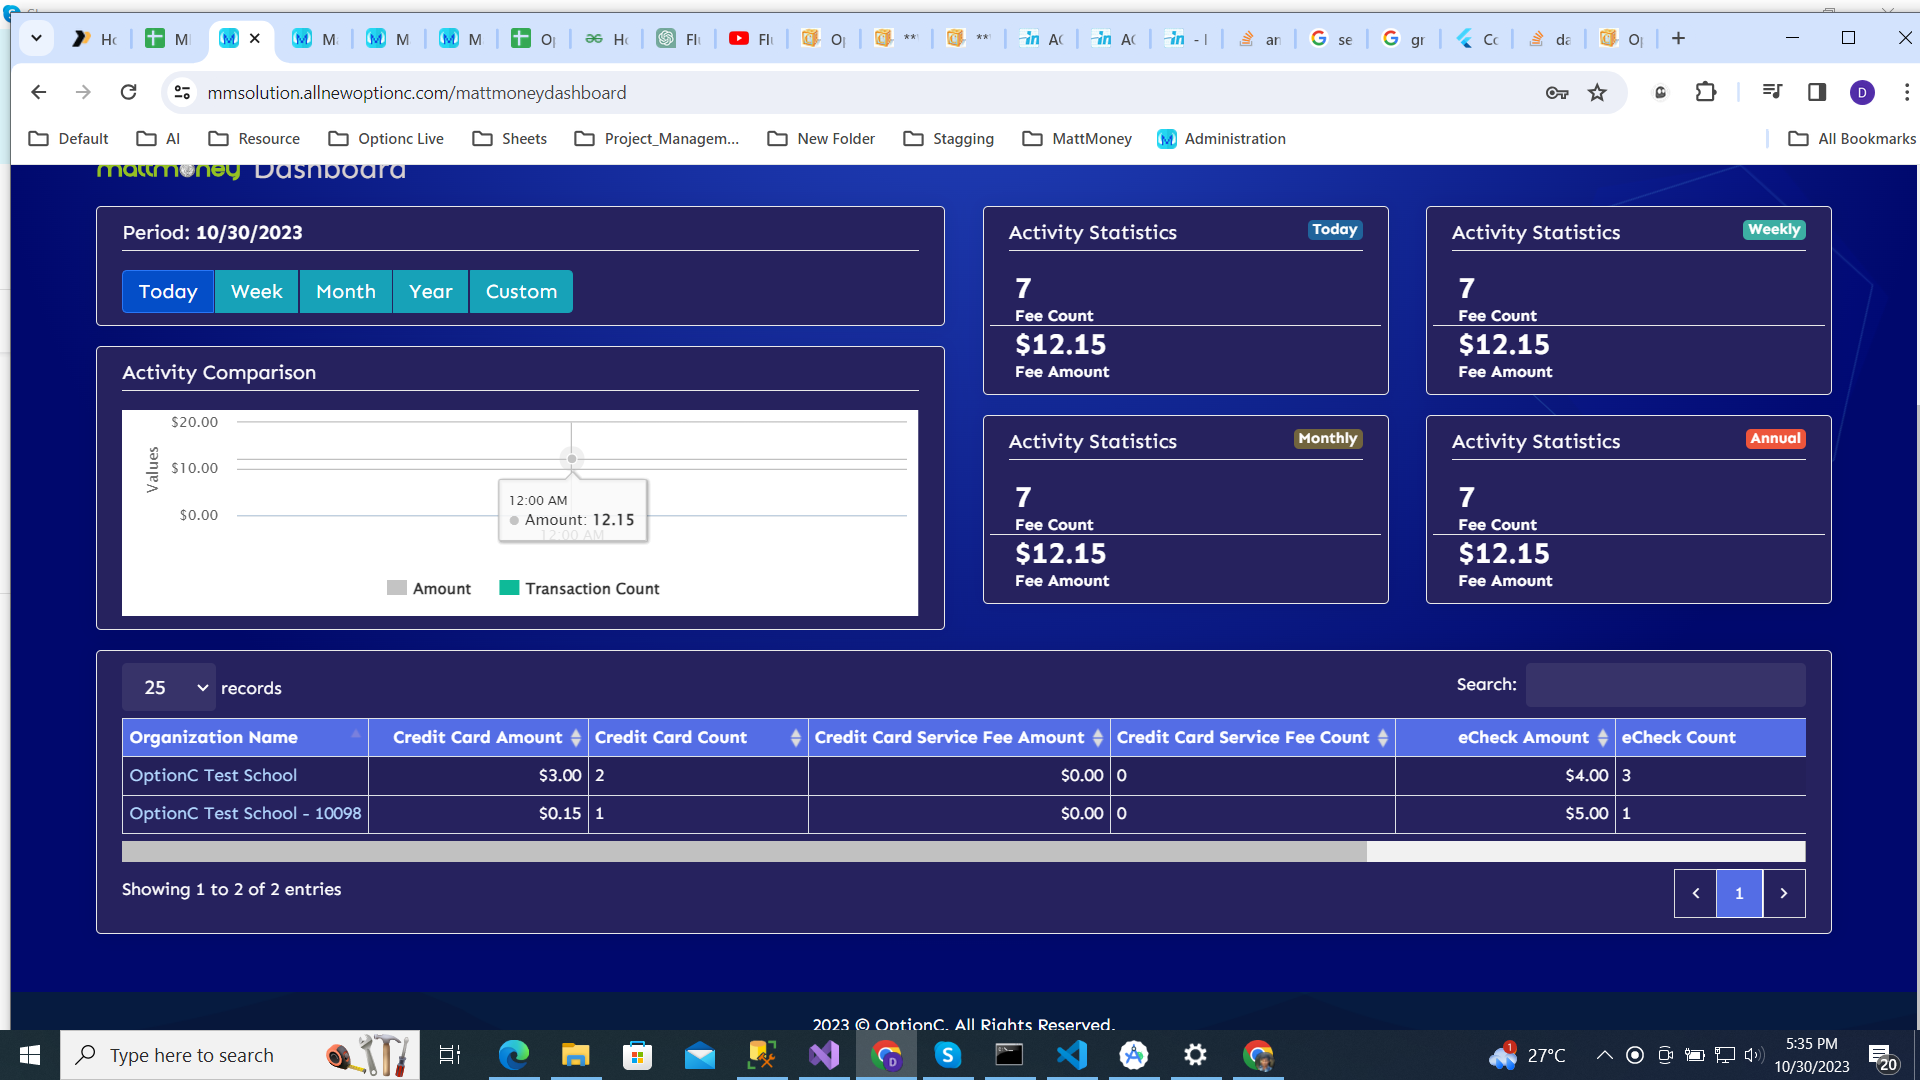 Hc
M
M
M
M
M
O
Hc
Flu
Flu
O
**
**
AC
AC
- I
an
se
gr
Cc
da
O
mmsolution.allnewoptionc.com/mattmoneydashboard
D
Default
AI
Resource
Optionc Live
Sheets
Project_Managem...
New Folder
Stagging
MattMoney
Administration
All Bookmarks
mattmoney Dashboard
Period: 10/30/2023
Today
Week
Month
Year
Custom
Activity Statistics
Today
7
Fee Count
$12.15
Fee Amount
Activity Statistics
Weekly
7
Fee Count
$12.15
Fee Amount
Activity Comparison
$20.00
$10.00
$0.00
Values
12:00 AM
Amount: 12.15
12:00 AM
Amount
Transaction Count
Activity Statistics
Monthly
7
Fee Count
$12.15
Fee Amount
Activity Statistics
Annual
7
Fee Count
$12.15
Fee Amount
25 records
Search:
Organization Name Credit Card Amount Credit Card Count Credit Card Service Fee Amount Credit Card Service Fee Count eCheck Amount eCheck Count
OptionC Test School $3.00 2 $0.00 0 $4.00 3
OptionC Test School - 10098 $0.15 1 $0.00 0 $5.00 1
Showing 1 to 2 of 2 entries
1
2023 © OptionC. All Rights Reserved.
Type here to search
1
27°C
5:35 PM
10/30/2023
20